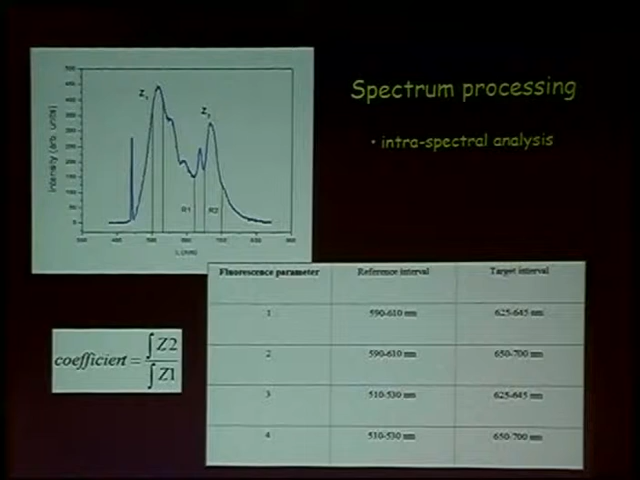 Spectrum processing
• intra-spectral analysis
Intensity (arb. units)
Z1
Z2
R1
R2
coefficient = ∫Z2 / ∫Z1
Fluorescence parameter Reference interval Target interval
1 590-610 nm 625-645 nm
2 590-610 nm 650-700 nm
3 510-530 nm 625-645 nm
4 510-530 nm 650-700 nm